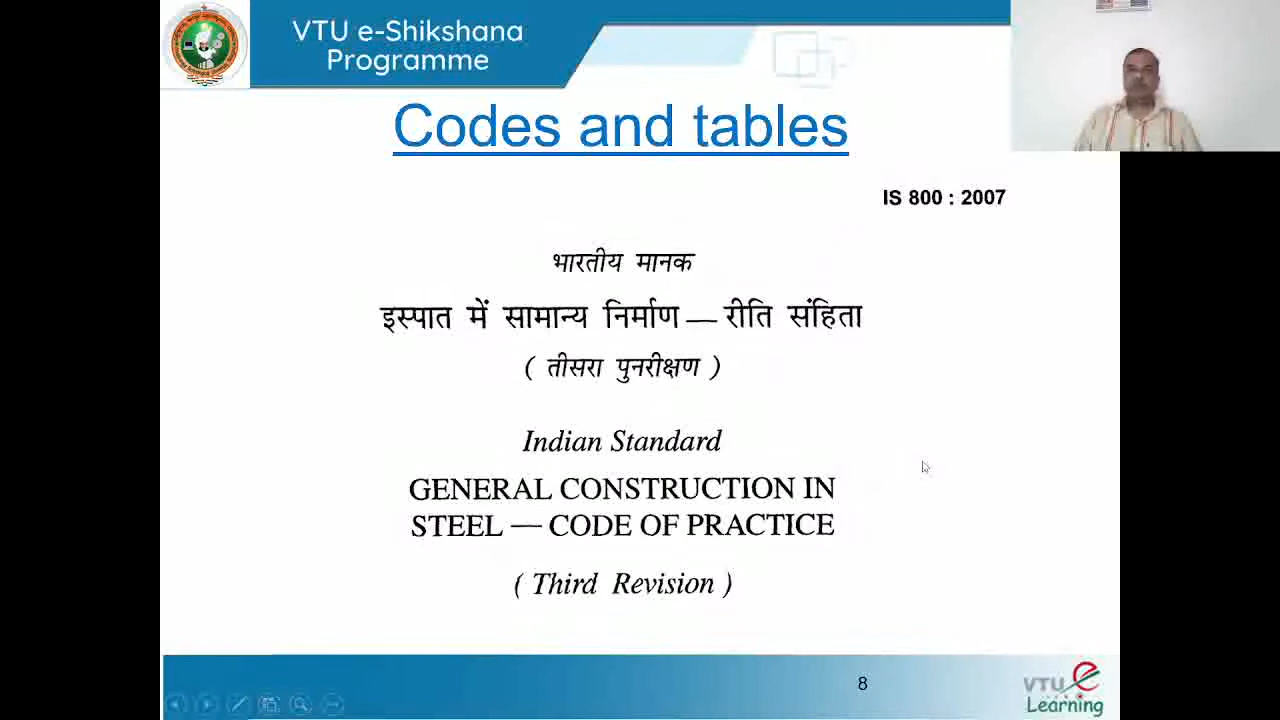 VTU e-Shikshana
Programme
Codes and tables
IS 800 : 2007
भारतीय मानक
इस्पात में सामान्य निर्माण — रीति संहिता
( तीसरा पुनरीक्षण )
Indian Standard
GENERAL CONSTRUCTION IN
STEEL — CODE OF PRACTICE
( Third Revision )
8
VTU e
Learning